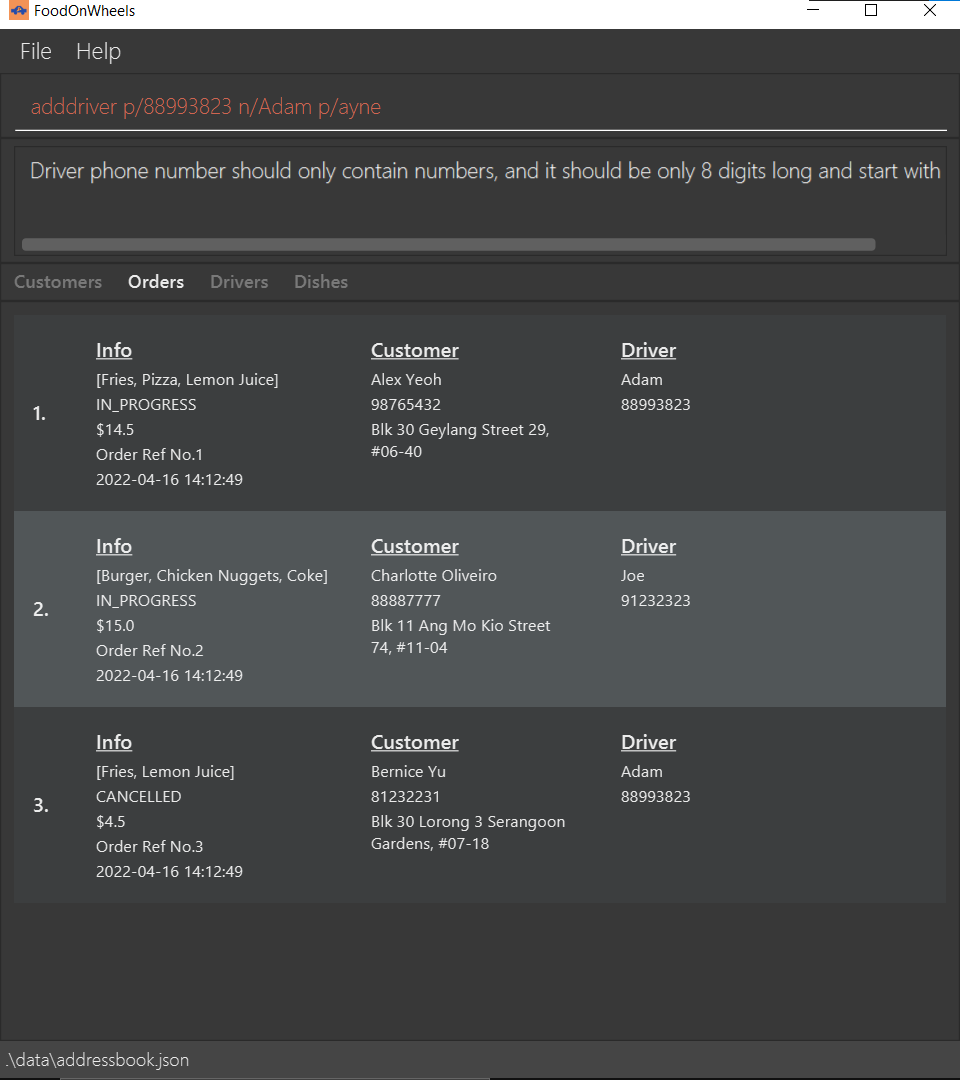 FoodOnWheels
File Help
adddriver p/88993823 n/Adam p/ayne
Driver phone number should only contain numbers, and it should be only 8 digits long and start with
Customers Orders Drivers Dishes
Info Customer Driver
[Fries, Pizza, Lemon Juice] Alex Yeoh Adam
IN_PROGRESS 98765432 88993823
1.
$14.5 Blk 30 Geylang Street 29,
#06-40
Order Ref No.1
2022-04-16 14:12:49
Info Customer Driver
[Burger, Chicken Nuggets, Coke] Charlotte Oliveiro Joe
IN_PROGRESS 88887777 91232323
2.
$15.0 Blk 11 Ang Mo Kio Street
74, #11-04
Order Ref No.2
2022-04-16 14:12:49
Info Customer Driver
[Fries, Lemon Juice] Bernice Yu Adam
CANCELLED 81232231 88993823
3.
$4.5 Blk 30 Lorong 3 Serangoon
Gardens, #07-18
Order Ref No.3
2022-04-16 14:12:49
.\data\addressbook.json